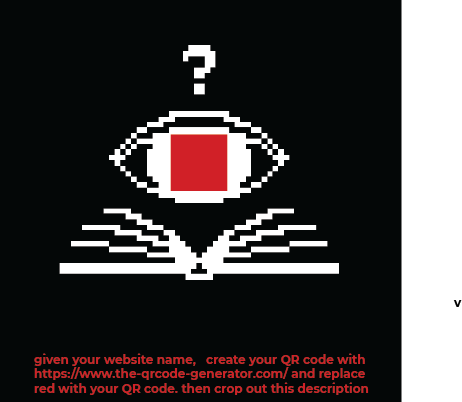 ?
given your website name, create your QR code with
https://www.the-qrcode-generator.com/ and replace
red with your QR code. then crop out this description
v